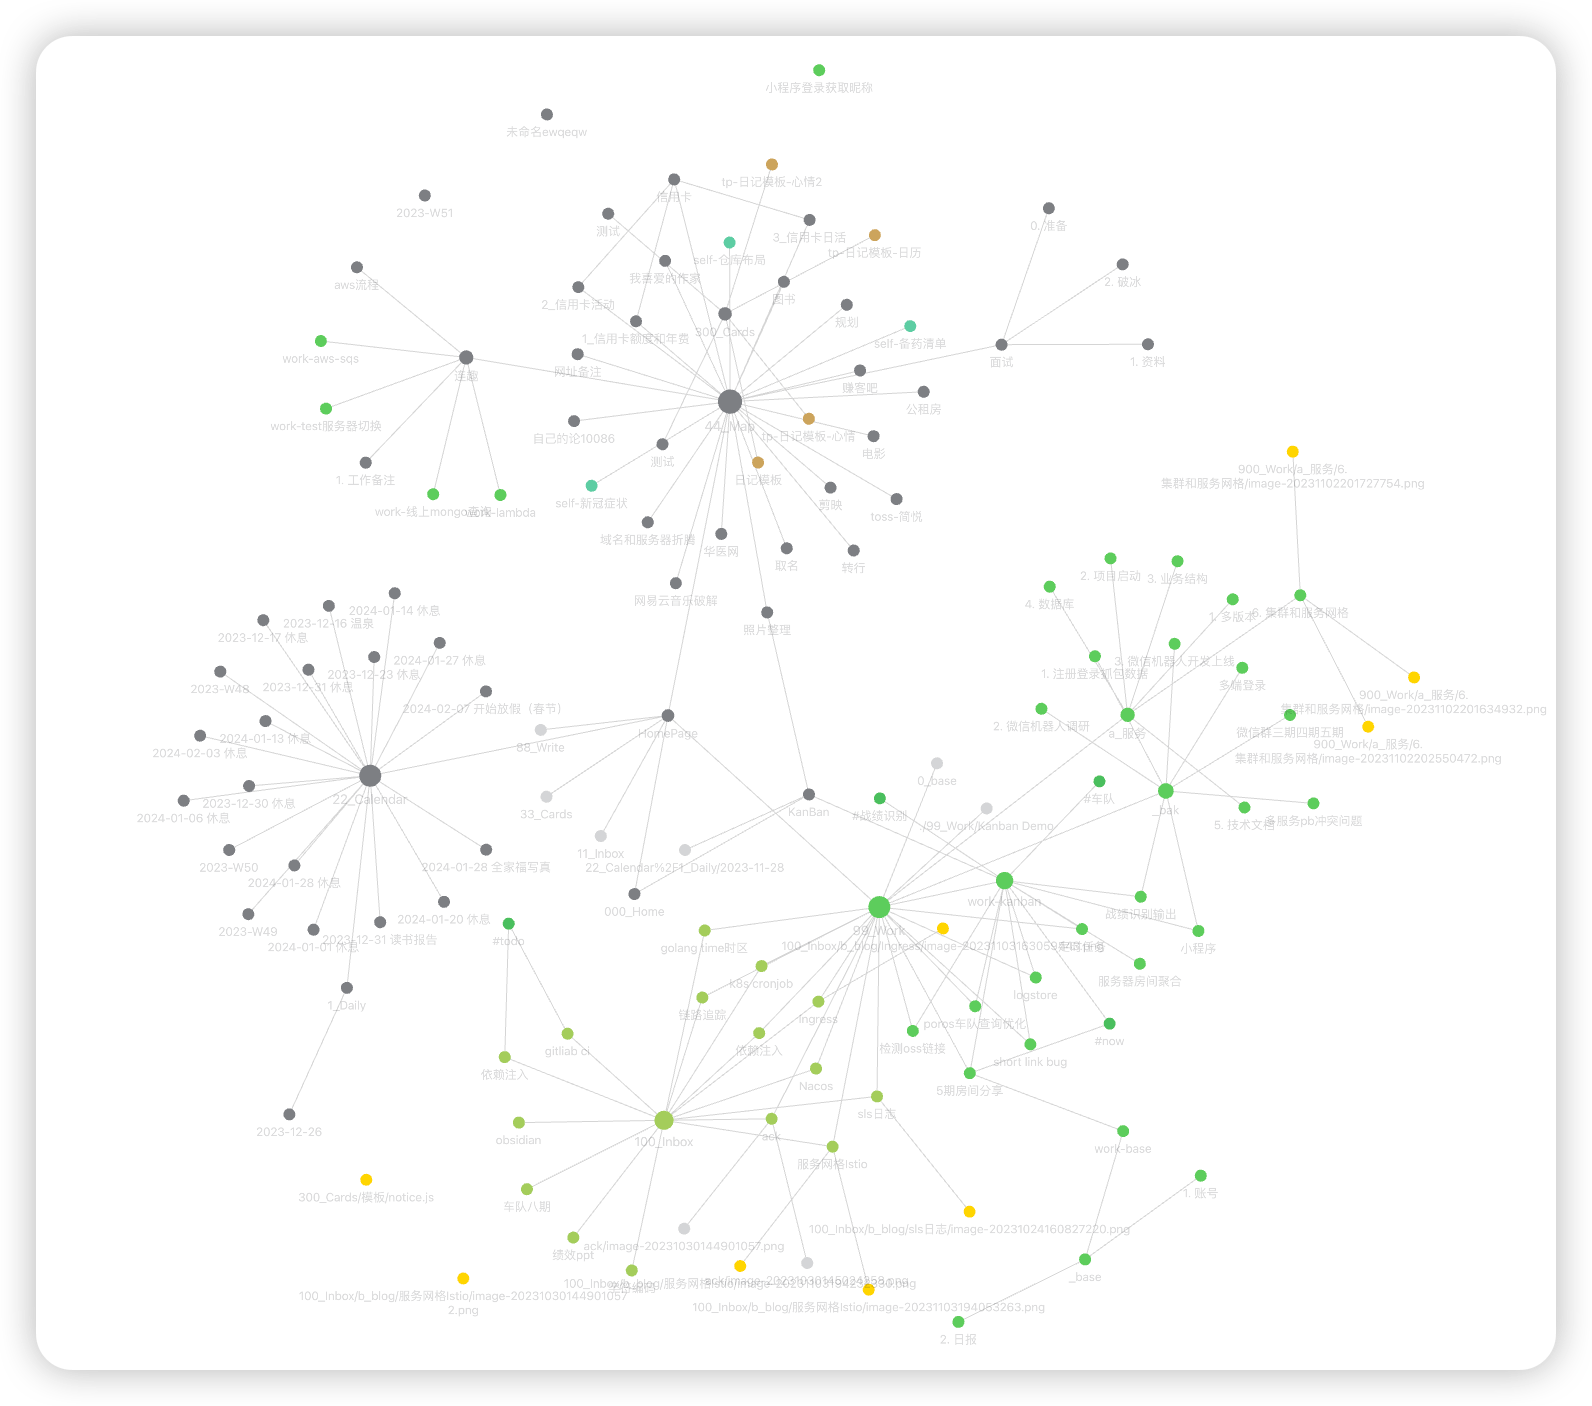 小程序登录获取昵称
未命名ewqeqw
tp-日记模板-心情2
信用卡
2023-W51
测试
3_信用卡日活
0. 准备
tp-日记模板-日历
self-仓库布局
我喜爱的作家
aws流程
2. 破冰
图书
2_信用卡活动
规划
300_Cards
1_信用卡额度和年费
self-备药清单
work-aws-sqs
面试
1. 资料
网址备注
连飙
赚客吧
公租房
work-test服务器切换
44_Map
自己的论10086
tp-日记模板-心情
电影
测试
900_Work/a_服务/6.
集群和服务网格/image-20231102201727754.png
1. 工作备注
日记模板
self-新冠症状
剪映
work-线上mongo查询
work-lambda
toss-简悦
域名和服务器折腾
华医网
取名
转行
2. 项目启动
3. 业务结构
网易云音乐破解
4. 数据库
2024-01-14 休息
6. 集群和服务网格
1. 多版本
2023-12-16 温泉
照片整理
2023-12-17 休息
2024-01-27 休息
3. 微信机器人开发上线
2023-12-23 休息
1. 注册登录抓包数据
2023-12-31 休息
2023-W48
多端登录
900_Work/a_服务/6.
集群和服务网格/image-20231102201634932.png
2024-02-07 开始放假（春节）
2. 微信机器人调研
a_服务
微信群三期四期五期
HomePage
2024-01-13 休息
88_Write
900_Work/a_服务/6.
集群和服务网格/image-20231102202550472.png
2024-02-03 休息
0_base
22_Calendar
#车队
2023-12-30 休息
_bak
KanBan
33_Cards
#战绩识别
2024-01-06 休息
多服务pb冲突问题
5. 技术文档
./99_Work/Kanban Demo
11_Inbox
2023-W50
22_Calendar%2F1_Daily/2023-11-28
2024-01-28 全家福写真
2024-01-28 休息
work-kanban
000_Home
战绩识别输出
2024-01-20 休息
99_Work
2023-W49
#todo
2023-12-31 读书报告
2024-01-01 休息
golang time时区
小程序
k8s cronjob
服务器房间聚合
logstore
1_Daily
链路追踪
ingress
poros车队查询优化
#now
检测oss链接
依赖注入
gitliab ci
short link bug
依赖注入
Nacos
5期房间分享
sls日志
2023-12-26
obsidian
100_Inbox
ack
work-base
服务网格Istio
300_Cards/模板/notice.js
1. 账号
车队八期
100_Inbox/b_blog/sls日志/image-20231024160827220.png
ack/image-20231030144901057.png
绩效ppt
_base
100_Inbox/b_blog/服务网格Istio/image-20231030144901057
2.png
100_Inbox/b_blog/服务网格Istio/image-20231103194053263.png
2. 日报